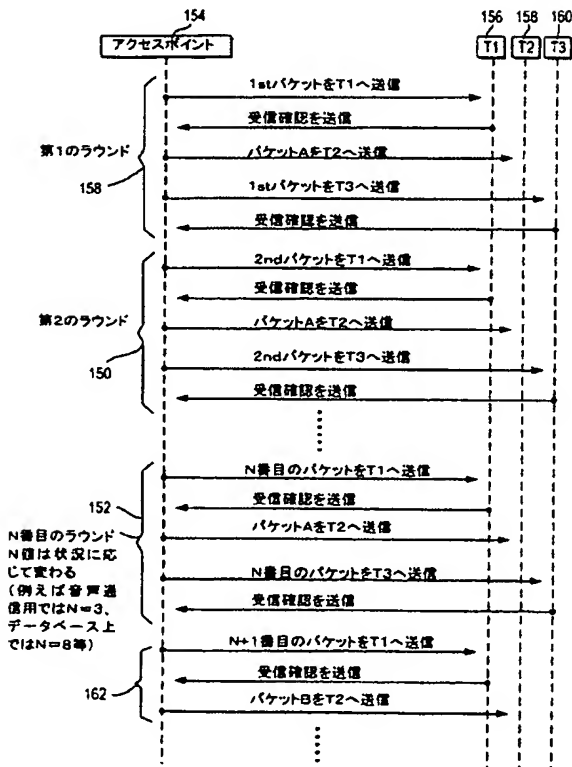 154
156
158
160
アクセスポイント
T1
T2
T3
1stパケットをT1へ送信
受信確認を送信
第1のラウンド
158
パケットAをT2へ送信
1stパケットをT3へ送信
受信確認を送信
2ndパケットをT1へ送信
受信確認を送信
第2のラウンド
150
パケットAをT2へ送信
2ndパケットをT3へ送信
受信確認を送信
152
N番目のラウンド
N値は状況に応
じて変わる
(例えば音声通
信用ではN=3、
データベース上
ではN=8等)
N番目のパケットをT1へ送信
受信確認を送信
パケットAをT2へ送信
N番目のパケットをT3へ送信
受信確認を送信
162
N+1番目のパケットをT1へ送信
受信確認を送信
パケットBをT2へ送信